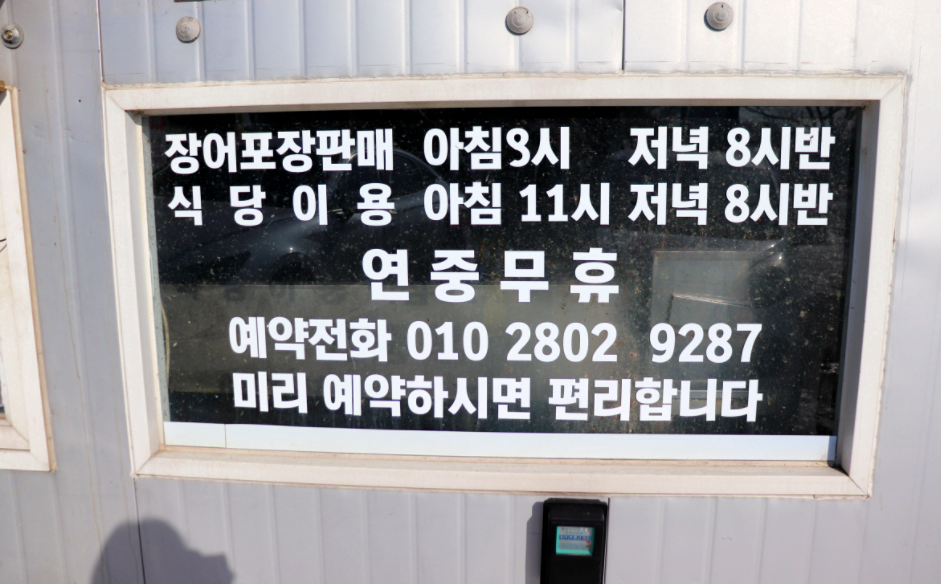 장어포장판매 아침9시 저녁 8시반
식당이용 아침 11시 저녁 8시반
연중무휴
예약전화 010 2802 9287
미리 예약하시면 편리합니다